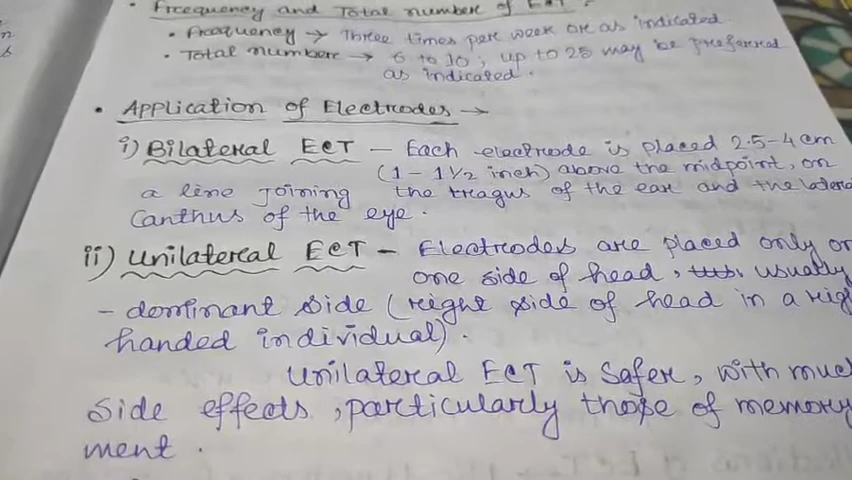 • Frequency and Total number of ECT :
• Frequency → Three times per week or as indicated.
• Total number → 6 to 10, up to 25 may be preferred
as indicated.
• Application of Electrodes →
i) Bilateral ECT – Each electrode is placed 2.5-4 cm
(1 – 1 1/2 inch) above the midpoint, on
a line joining the tragus of the ear and the latera
canthus of the eye.
ii) Unilateral ECT – Electrodes are placed only on
one side of head, usually
- dominant side (right side of head in a righ
handed individual).
Unilateral ECT is safer, with muc
side effects, particularly those of memory
ment.